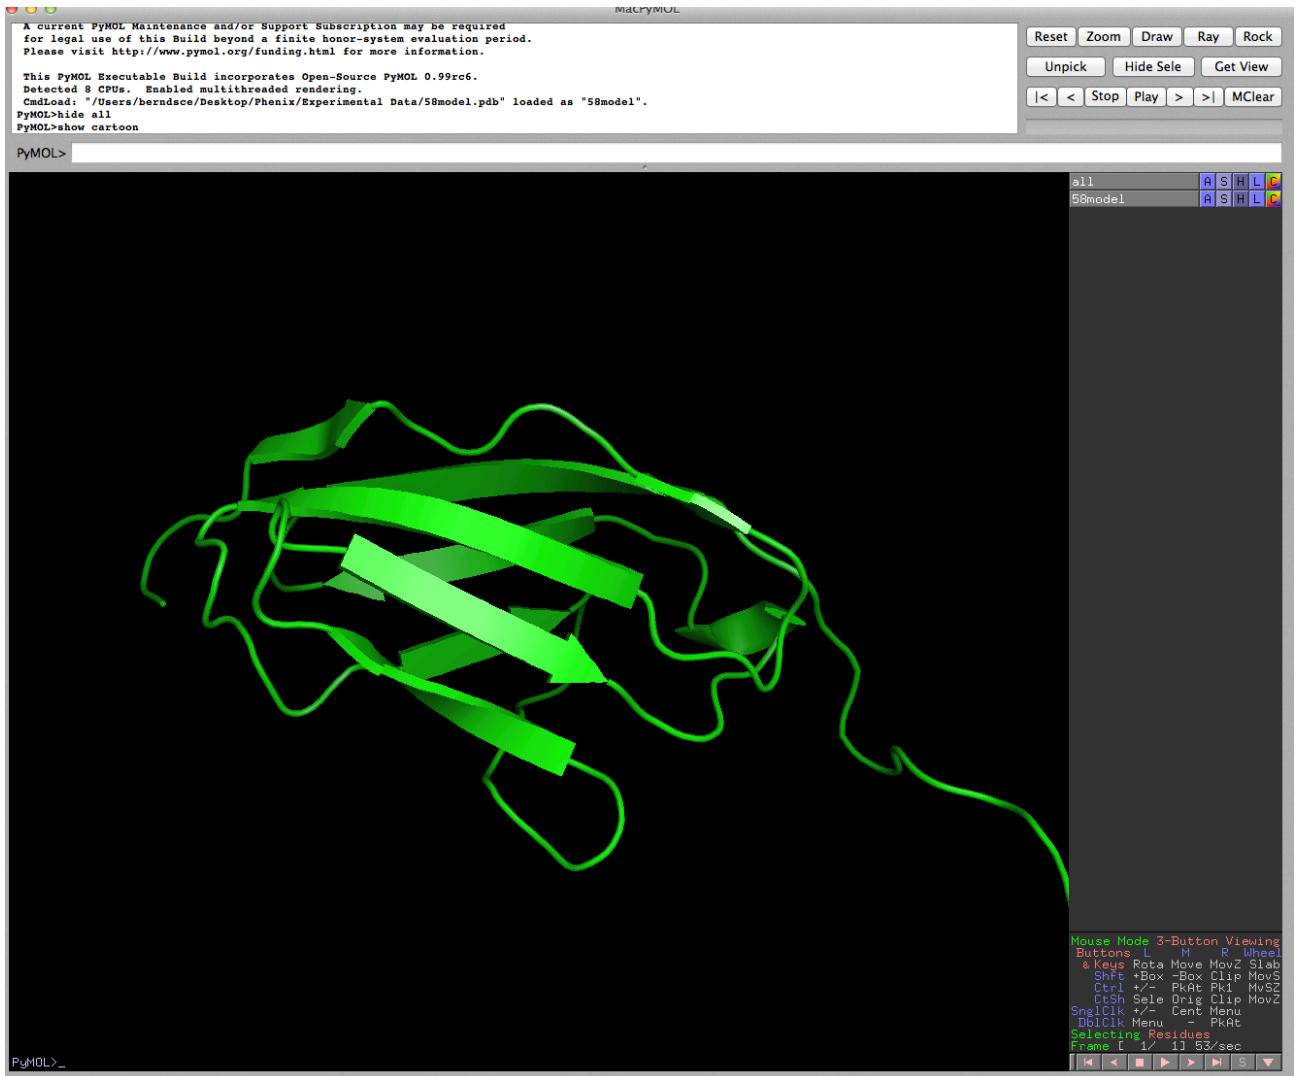 MacPyMOL
A current PyMOL Maintenance and/or Support Subscription may be required
for legal use of this Build beyond a finite honor-system evaluation period.
Please visit http://www.pymol.org/funding.html for more information.
This PyMOL Executable Build incorporates Open-Source PyMOL 0.99rc6.
Detected 8 CPUs.  Enabled multithreaded rendering.
CmdLoad: "/Users/berndsce/Desktop/Phenix/Experimental Data/58model.pdb" loaded as "58model".
PyMOL>hide all
PyMOL>show cartoon
Reset Zoom Draw Ray Rock
Unpick Hide Sele Get View
|< < Stop Play > >| MClear
PyMOL>
all A S H L C
58model A S H L C
Mouse Mode 3-Button Viewing
Buttons L M R Wheel
& Keys Rota Move MovZ Slab
Shft +Box -Box Clip MovS
Ctrl +/- PkAt Pk1 MvSZ
CtSh Sele Orig Clip MovZ
SnglClk +/- Cent Menu
DblClk Menu - PkAt
Selecting Residues
Frame [ 1/ 1] 53/sec
PyMOL>_
S